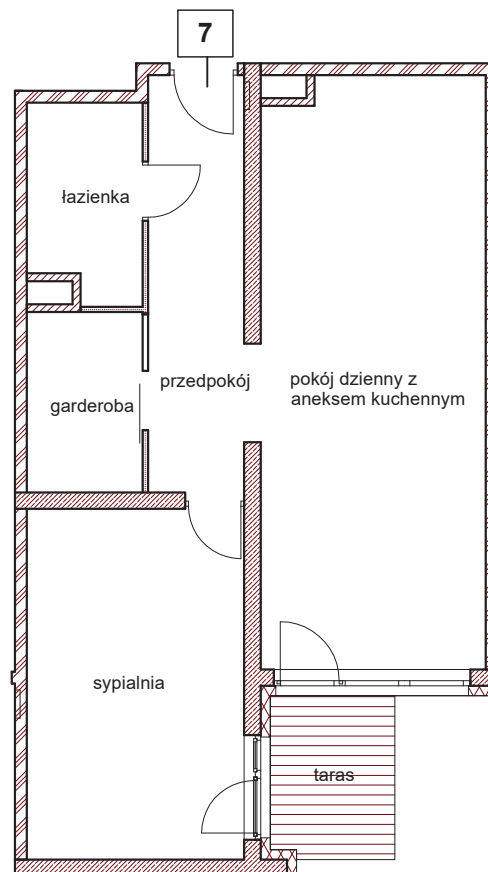 7
łazienka
przedpokój
pokój dzienny z
aneksem kuchennym
garderoba
sypialnia
taras